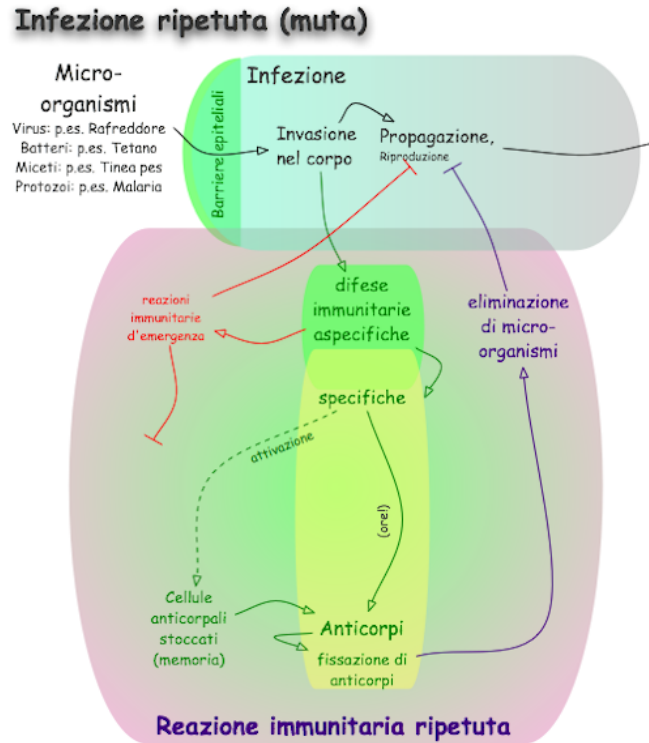 Infezione ripetuta (muta)
Micro-
organismi
Virus: p.es. Rafreddore
Batteri: p.es. Tetano
Miceti: p.es. Tinea pes
Protozoi: p.es. Malaria
Barriere epiteliali
Infezione
Invasione
nel corpo
Propagazione,
Riproduzione
reazioni
immunitarie
d'emergenza
difese
immunitarie
aspecifiche
eliminazione
di micro-
organismi
specifiche
attivazione
(ore!)
Cellule
anticorpali
stoccati
(memoria)
Anticorpi
fissazione di
anticorpi
Reazione immunitaria ripetuta